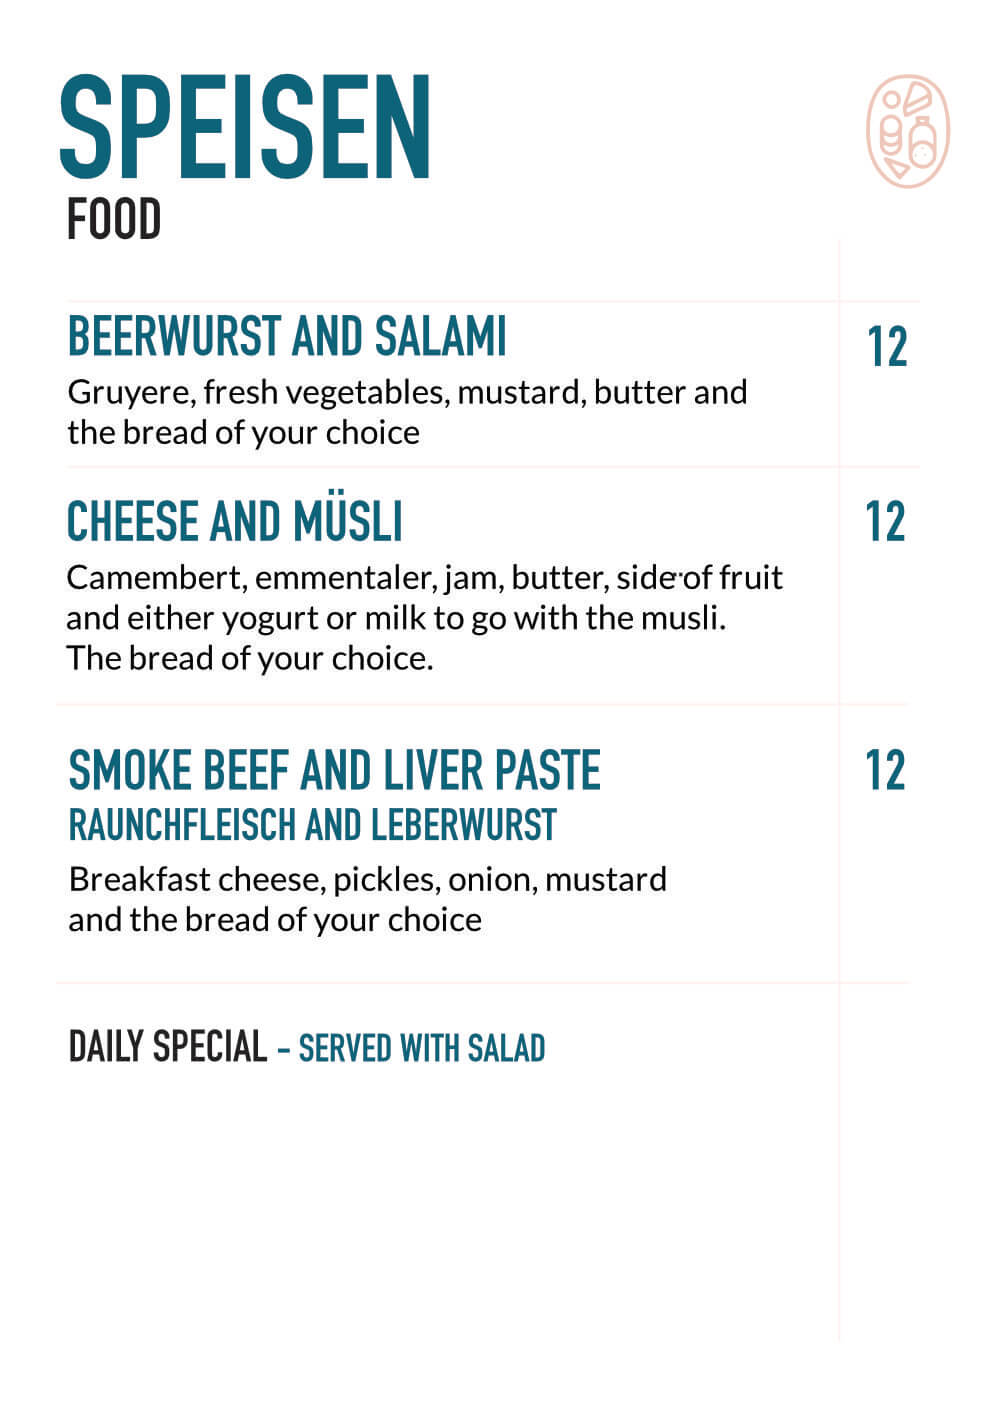 SPEISEN
FOOD
BEERWURST AND SALAMI 12
Gruyere, fresh vegetables, mustard, butter and
the bread of your choice
CHEESE AND MÜSLI 12
Camembert, emmentaler, jam, butter, side of fruit
and either yogurt or milk to go with the musli.
The bread of your choice.
SMOKE BEEF AND LIVER PASTE 12
RAUNCHFLEISCH AND LEBERWURST
Breakfast cheese, pickles, onion, mustard
and the bread of your choice
DAILY SPECIAL - SERVED WITH SALAD